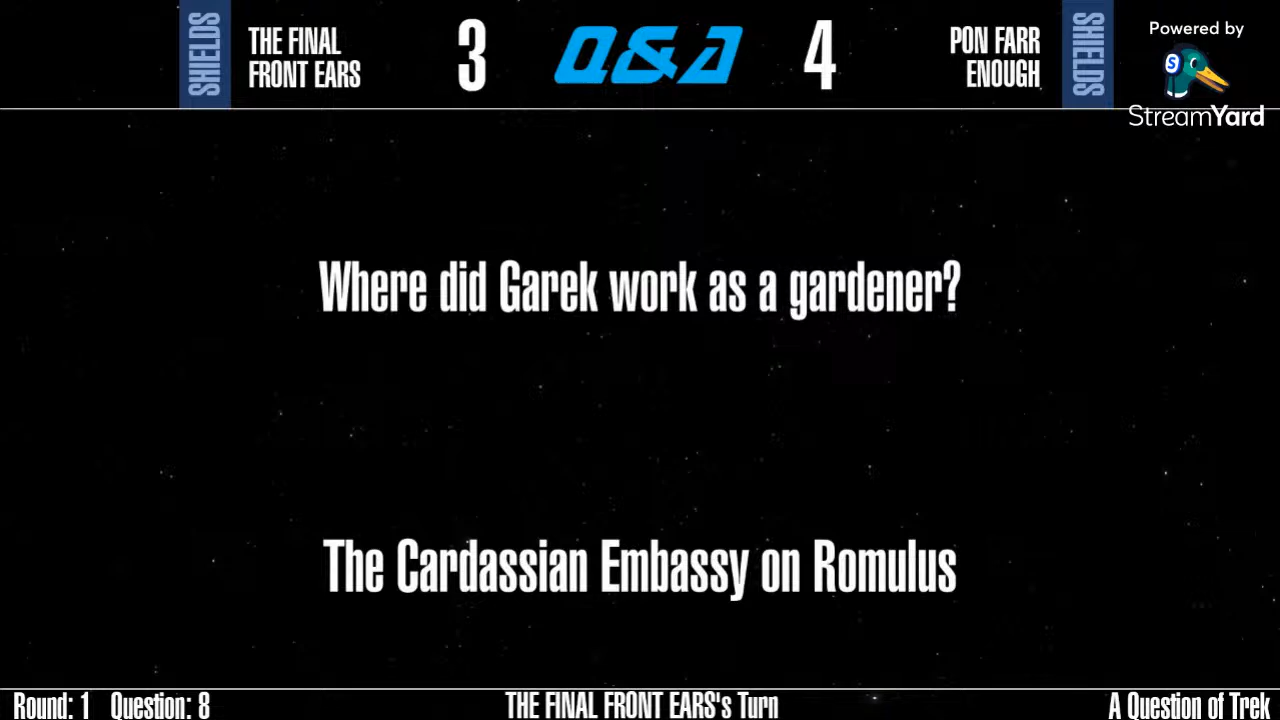 SHIELDS
THE FINAL
FRONT EARS
3
Q&A
4
PON FARR
ENOUGH
SHIELDS
Powered by
S
StreamYard
Where did Garek work as a gardener?
The Cardassian Embassy on Romulus
Round: 1 Question: 8
THE FINAL FRONT EARS's Turn
A Question of Trek